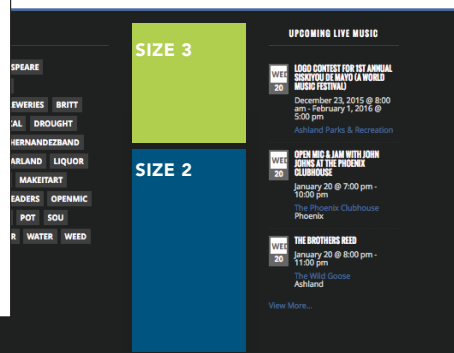 SPEARE
EWERIES BRITT
CAL DROUGHT
HERNANDEZBAND
ARLAND LIQUOR
MAKEITART
EADERS OPENMIC
POT SOU
R WATER WEED
SIZE 3
SIZE 2
UPCOMING LIVE MUSIC
WED
20
LOGO CONTEST FOR 1ST ANNUAL
SISKIYOU DE MAYO (A WORLD
MUSIC FESTIVAL)
December 23, 2015 @ 8:00
am - February 1, 2016 @
5:00 pm
Ashland Parks & Recreation
WED
20
OPEN MIC & JAM WITH JOHN
JOHNS AT THE PHOENIX
CLUBHOUSE
January 20 @ 7:00 pm -
10:00 pm
The Phoenix Clubhouse
Phoenix
WED
20
THE BROTHERS REED
January 20 @ 8:00 pm -
11:00 pm
The Wild Goose
Ashland
View More...